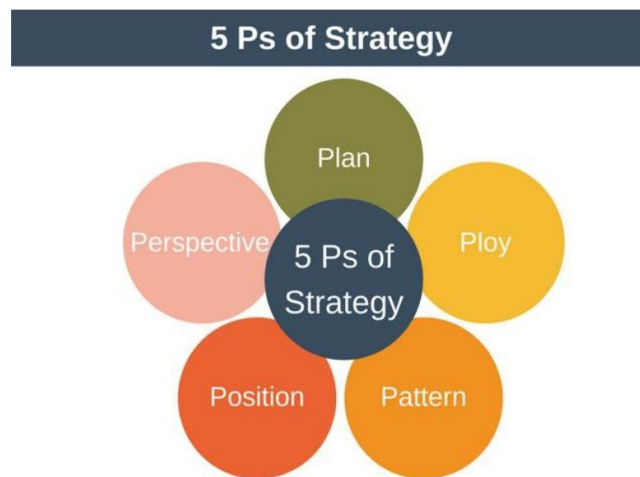 5 Ps of Strategy
Plan
Perspective
Ploy
5 Ps of
Strategy
Position
Pattern